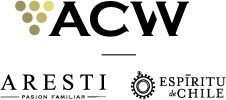 ACW
ARESTI
PASION FAMILIAR
ESPÍRITU
de CHILE